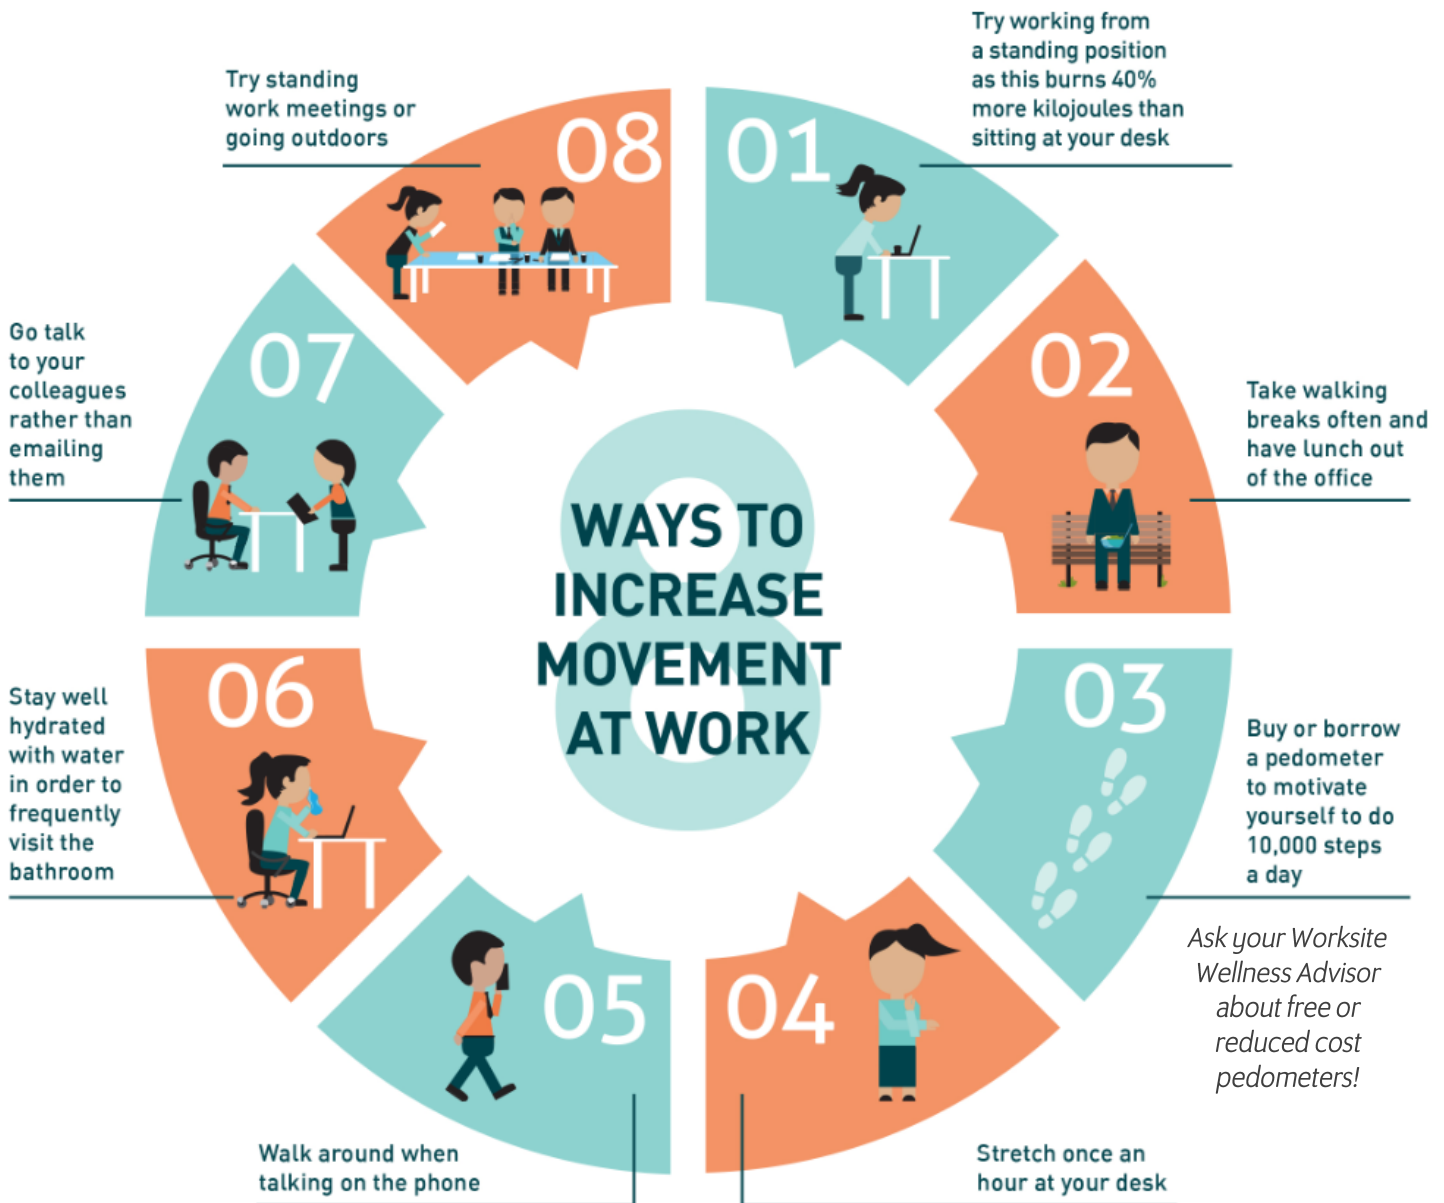 8
WAYS TO
INCREASE
MOVEMENT
AT WORK
01
Try working from
a standing position
as this burns 40%
more kilojoules than
sitting at your desk
02
Take walking
breaks often and
have lunch out
of the office
03
Buy or borrow
a pedometer
to motivate
yourself to do
10,000 steps
a day
Ask your Worksite
Wellness Advisor
about free or
reduced cost
pedometers!
04
Stretch once an
hour at your desk
05
Walk around when
talking on the phone
06
Stay well
hydrated
with water
in order to
frequently
visit the
bathroom
07
Go talk
to your
colleagues
rather than
emailing
them
08
Try standing
work meetings or
going outdoors